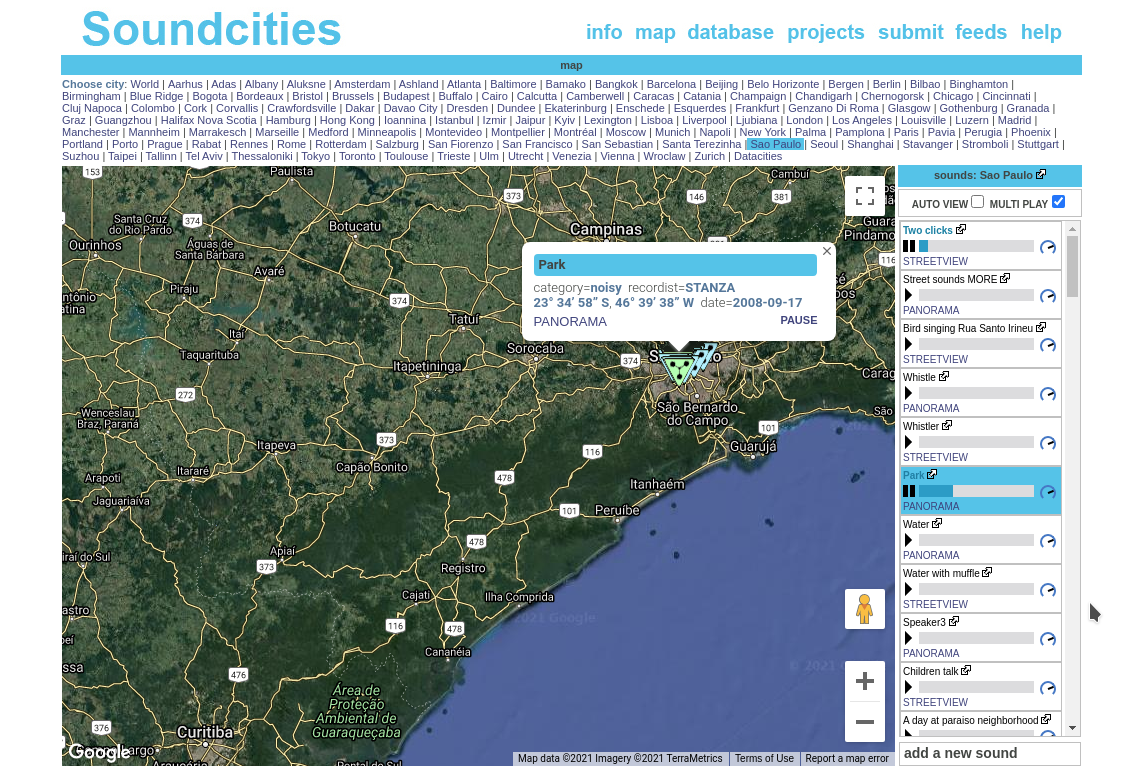 Soundcities
info map database projects submit feeds help
map
Choose city: World | Aarhus | Adas | Albany | Aluksne | Amsterdam | Ashland | Atlanta | Baltimore | Bamako | Bangkok | Barcelona | Beijing | Belo Horizonte | Bergen | Berlin | Bilbao | Binghamton |
Birmingham | Blue Ridge | Bogota | Bordeaux | Bristol | Brussels | Budapest | Buffalo | Cairo | Calcutta | Camberwell | Caracas | Catania | Champaign | Chandigarh | Chernogorsk | Chicago | Cincinnati |
Cluj Napoca | Colombo | Cork | Corvallis | Crawfordsville | Dakar | Davao City | Dresden | Dundee | Ekaterinburg | Enschede | Esquerdes | Frankfurt | Genzano Di Roma | Glasgow | Gothenburg | Granada |
Graz | Guangzhou | Halifax Nova Scotia | Hamburg | Hong Kong | Ioannina | Istanbul | Izmir | Jaipur | Kyiv | Lexington | Lisboa | Liverpool | Ljubiana | London | Los Angeles | Louisville | Luzern | Madrid |
Manchester | Mannheim | Marrakesch | Marseille | Medford | Minneapolis | Montevideo | Montpellier | Montréal | Moscow | Munich | Napoli | New York | Palma | Pamplona | Paris | Pavia | Perugia | Phoenix |
Portland | Porto | Prague | Rabat | Rennes | Rome | Rotterdam | Salzburg | San Fiorenzo | San Francisco | San Sebastian | Santa Terezinha | Sao Paulo | Seoul | Shanghai | Stavanger | Stromboli | Stuttgart |
Suzhou | Taipei | Tallinn | Tel Aviv | Thessaloniki | Tokyo | Toronto | Toulouse | Trieste | Ulm | Utrecht | Venezia | Vienna | Wroclaw | Zurich | Datacities
sounds: Sao Paulo
AUTO VIEW MULTI PLAY
Two clicks
STREETVIEW
Street sounds MORE
PANORAMA
Bird singing Rua Santo Irineu
STREETVIEW
Whistle
PANORAMA
Whistler
STREETVIEW
Park
PANORAMA
Water
PANORAMA
Water with muffle
STREETVIEW
Speaker3
PANORAMA
Children talk
STREETVIEW
A day at paraiso neighborhood
add a new sound
Park
category=noisy recordist=STANZA
23° 34′ 58″ S, 46° 39′ 38″ W date=2008-09-17
PANORAMA PAUSE
153
Paulista
Cambuí
373
146
381
Santa Cruz
do Rio Pardo
374
Botucatu
Campinas
Ourinhos
Águas de
Santa Bárbara
Avaré
Piraju
374
116
Tatuí
Itaí
Taquarituba
Sorocaba
374
Itapetininga
272
São Bernardo
do Campo
Wenceslau
Braz, Paraná
São
101
373
Itapeva
116
Guarujá
Itararé
Capão Bonito
Arapoti
478
Itanhaém
Jaguariaíva
101
Peruíbe
478
Apiaí
373
Registro
Cajati
Ilha Comprida
116
478
Cananéia
476
Área de
Proteção
Ambiental de
Guaraqueçaba
376
Curitiba
Google
Map data ©2021 Imagery ©2021 TerraMetrics
Terms of Use
Report a map error